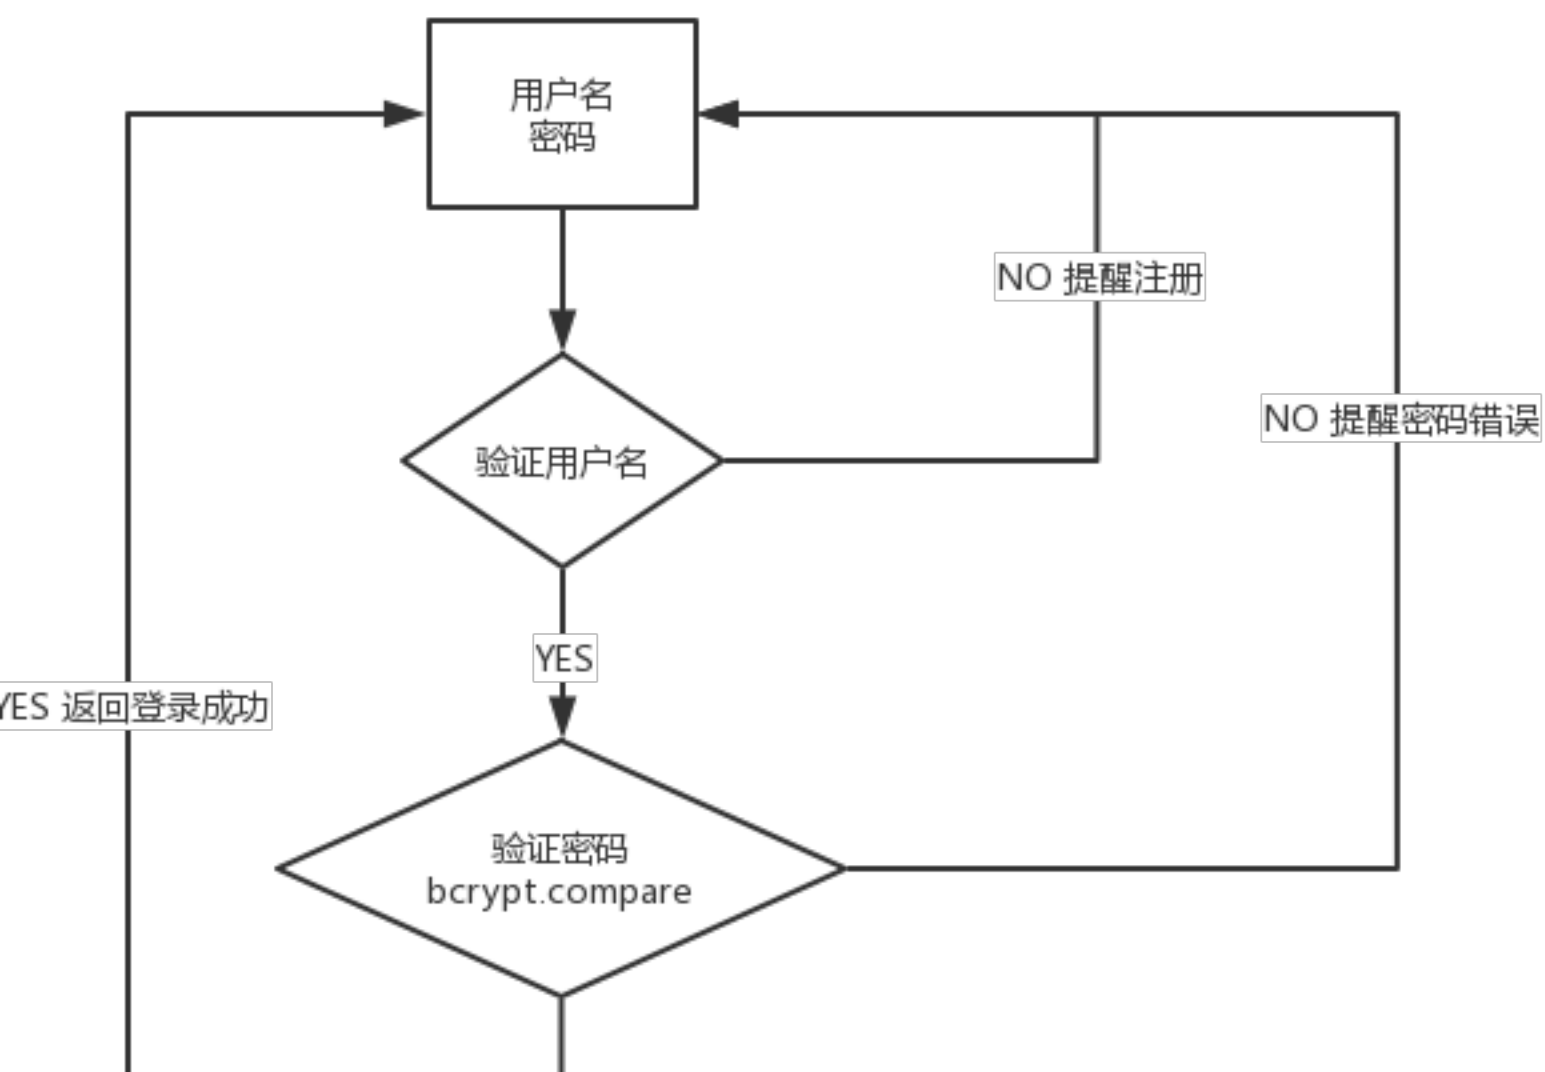 用户名
密码
NO 提醒注册
NO 提醒密码错误
验证用户名
YES
YES 返回登录成功
验证密码
bcrypt.compare